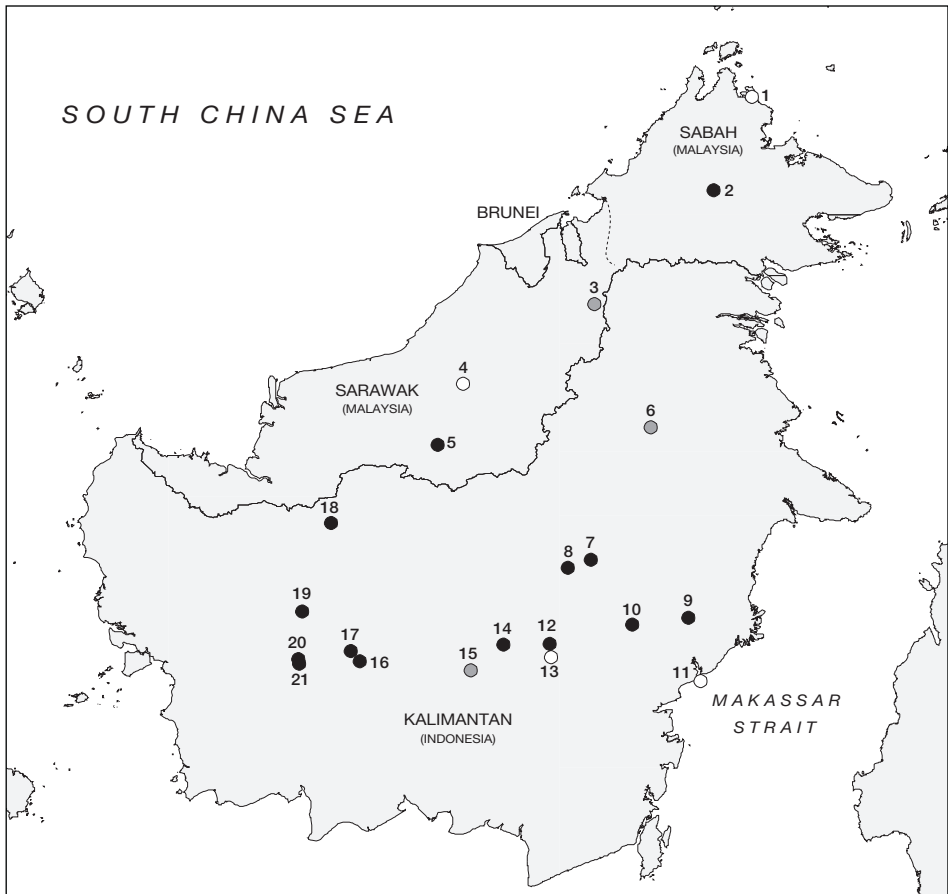 SOUTH CHINA SEA
1
SABAH
(MALAYSIA)
2
BRUNEI
3
4
SARAWAK
(MALAYSIA)
5
6
18
7
8
19
9
10
17
14
12
20
16
15
13
21
11
MAKASSAR
STRAIT
KALIMANTAN
(INDONESIA)